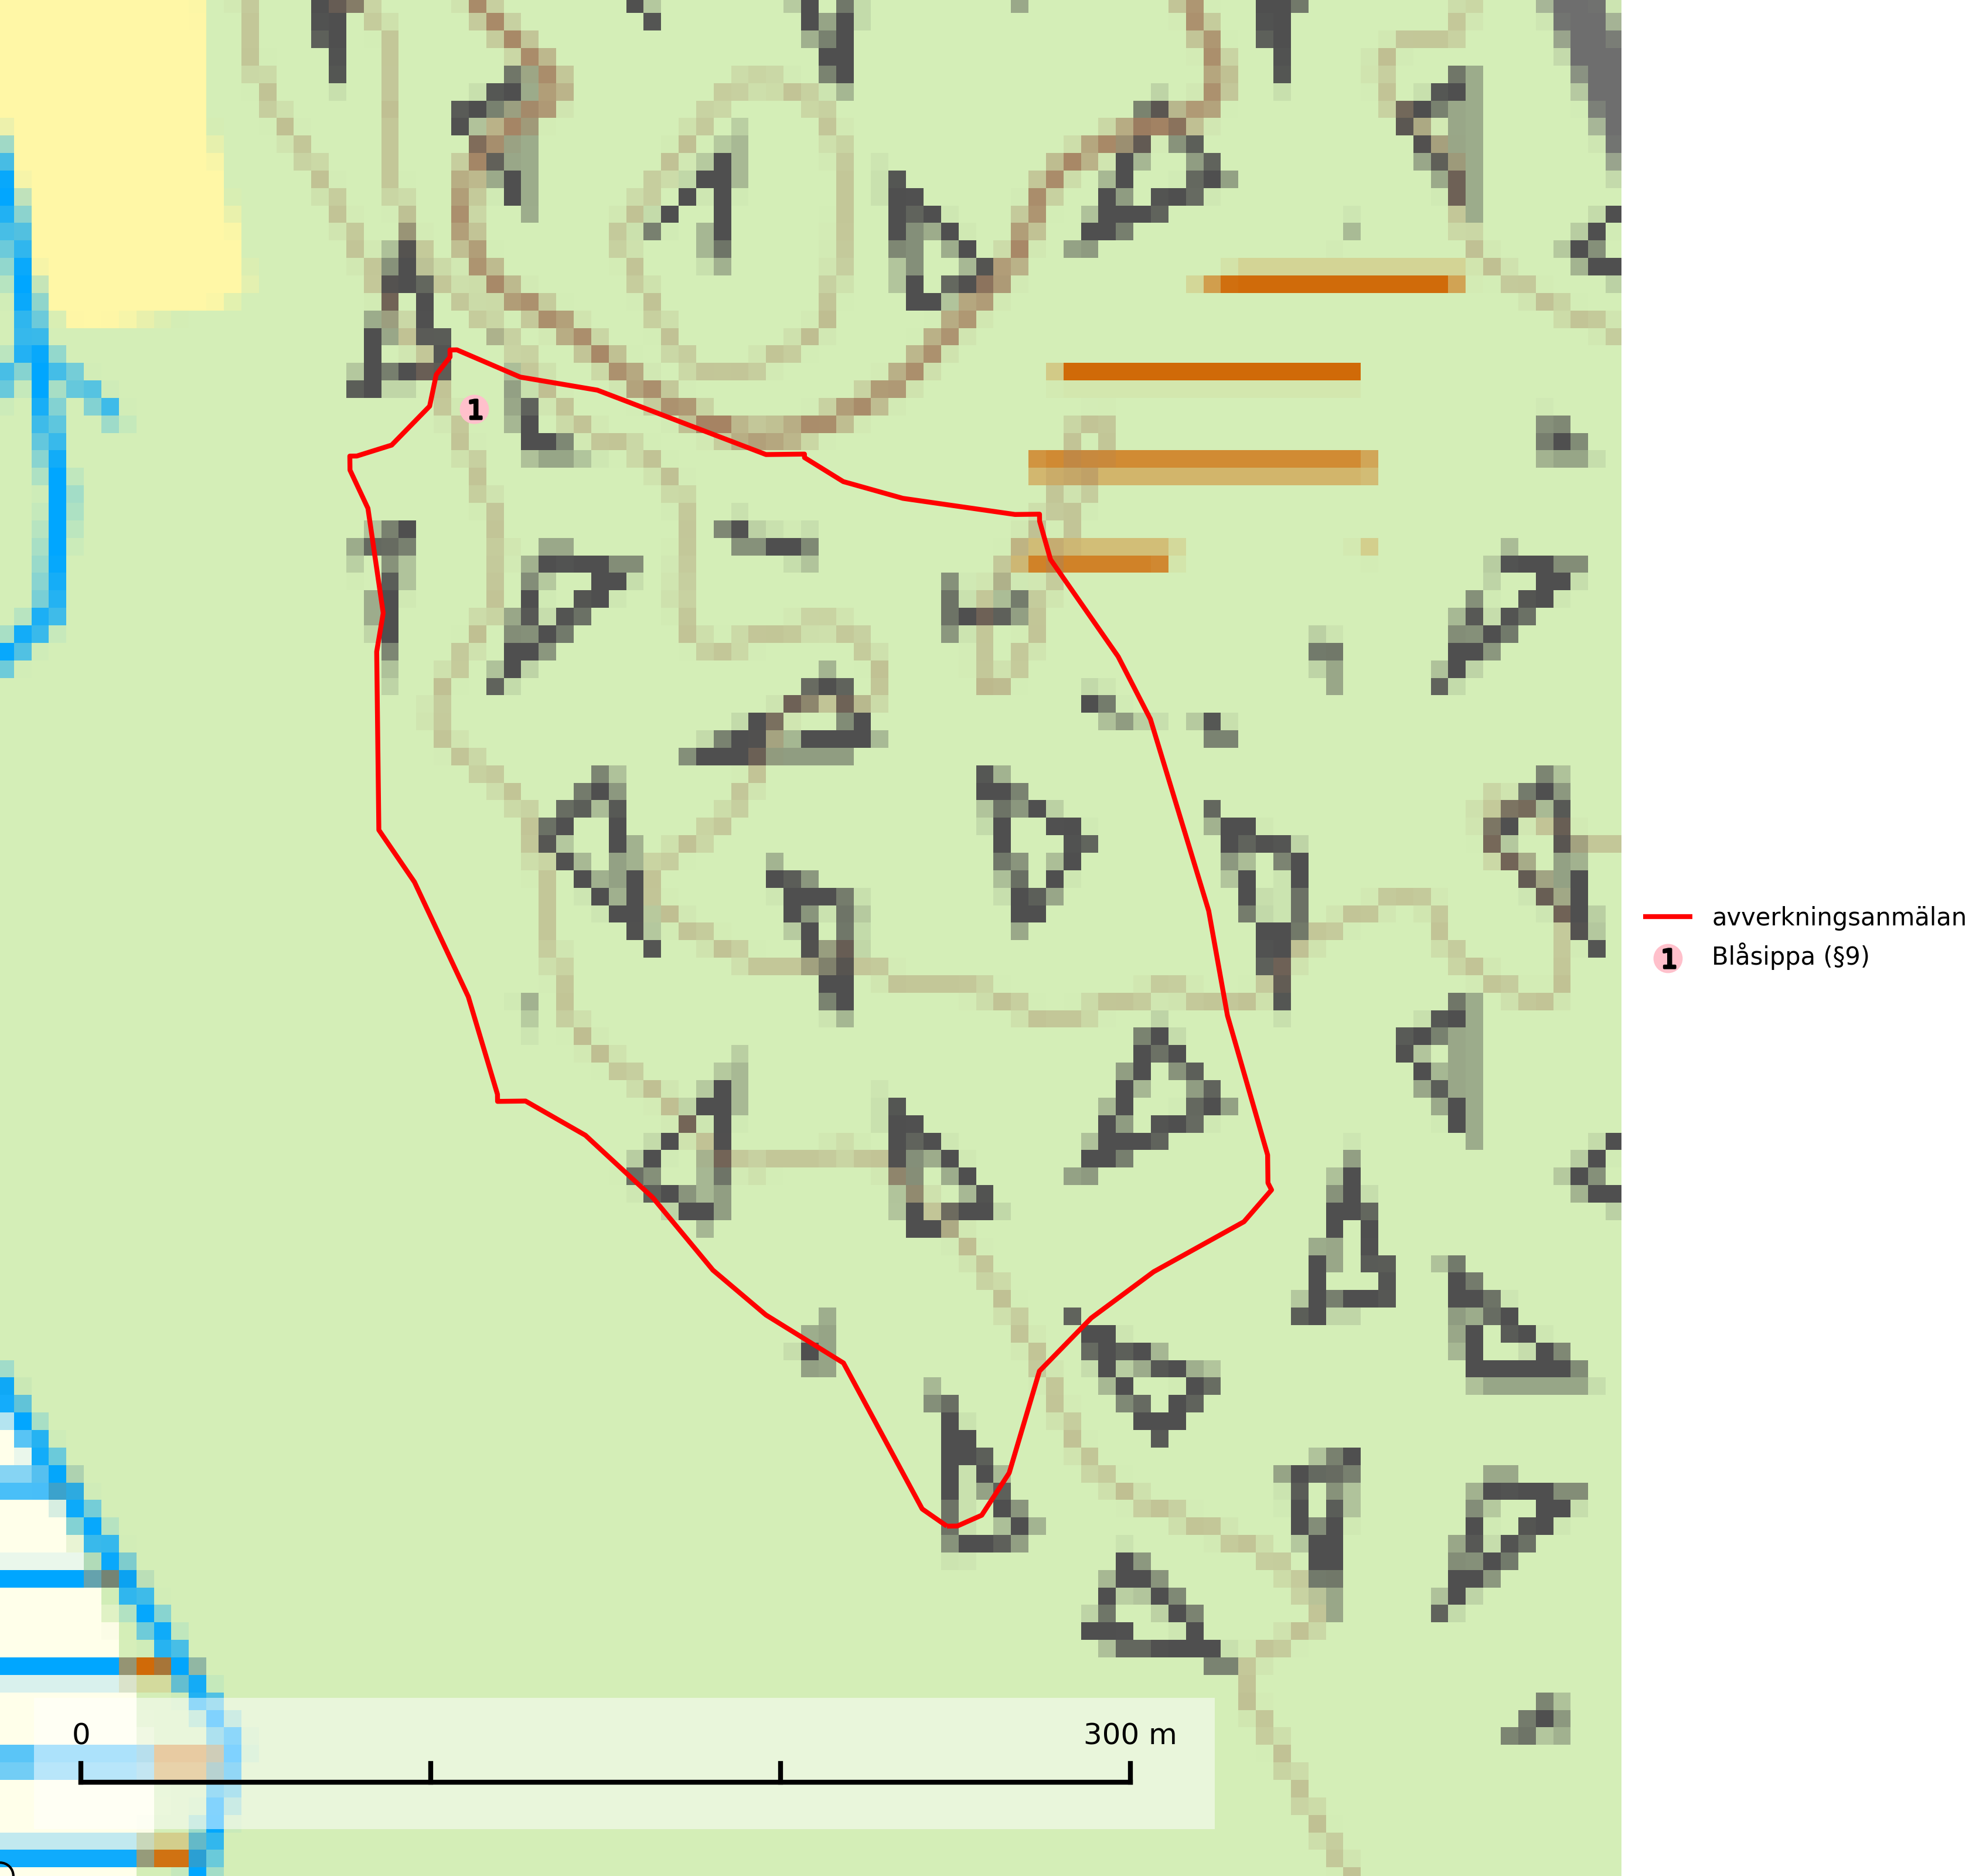 1
avverkningsanmälan
1 Blåsippa (§9)
0 300 m